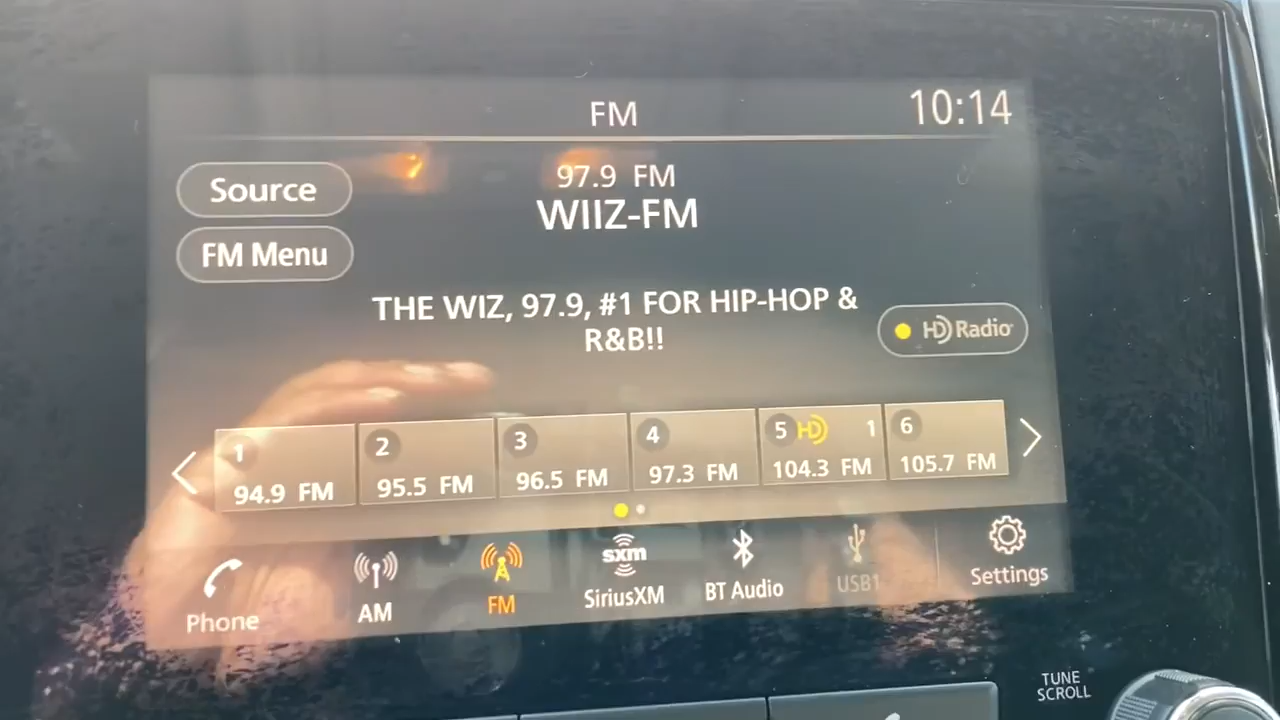 FM
10:14
Source
97.9 FM
WIIZ-FM
FM Menu
THE WIZ, 97.9, #1 FOR HIP-HOP &
R&B!!
HD Radio
1
94.9 FM
2
95.5 FM
3
96.5 FM
4
97.3 FM
5 HD 1
104.3 FM
6
105.7 FM
Phone
AM
FM
sxm
SiriusXM
BT Audio
USB1
Settings
TUNE
SCROLL